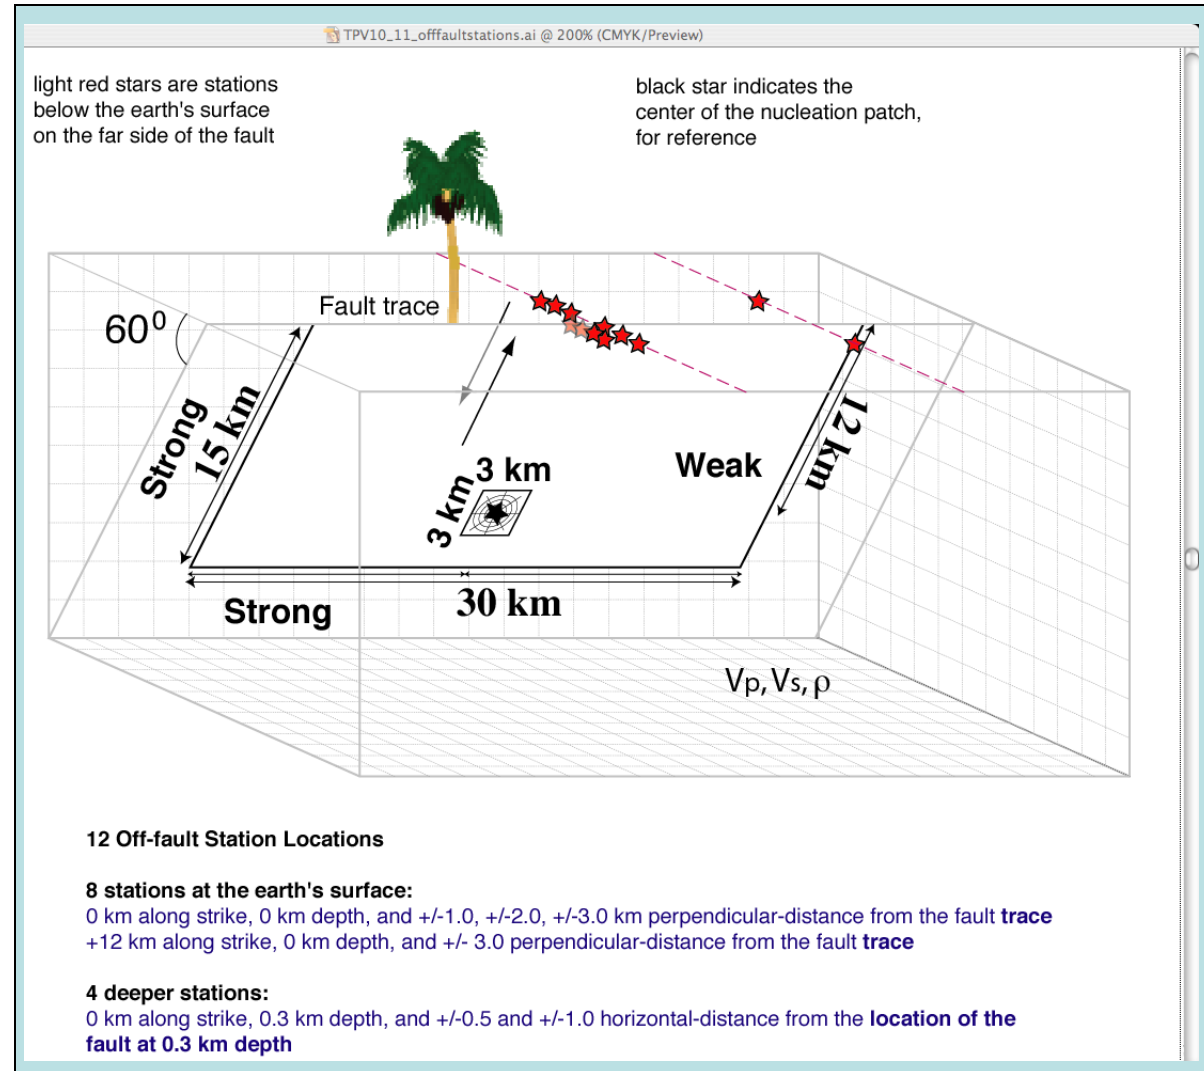 TPV10_11_offfaultstations.ai @ 200% (CMYK/Preview)
light red stars are stations
below the earth's surface
on the far side of the fault
black star indicates the
center of the nucleation patch,
for reference
Fault trace
60⁰
Strong
15 km
3 km
3 km
Weak
12 km
30 km
Strong
Vp, Vs, ρ
12 Off-fault Station Locations
8 stations at the earth's surface:
0 km along strike, 0 km depth, and +/-1.0, +/-2.0, +/-3.0 km perpendicular-distance from the fault trace
+12 km along strike, 0 km depth, and +/- 3.0 perpendicular-distance from the fault trace
4 deeper stations:
0 km along strike, 0.3 km depth, and +/-0.5 and +/-1.0 horizontal-distance from the location of the
fault at 0.3 km depth